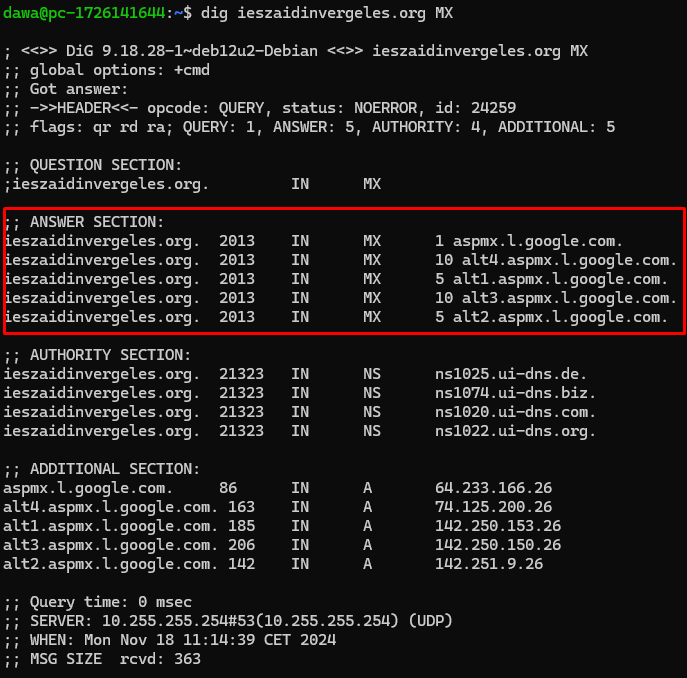 dawa@pc-1726141644:~$ dig ieszaidinvergeles.org MX
; <<>> DiG 9.18.28-1~deb12u2-Debian <<>> ieszaidinvergeles.org MX
;; global options: +cmd
;; Got answer:
;; ->>HEADER<<- opcode: QUERY, status: NOERROR, id: 24259
;; flags: qr rd ra; QUERY: 1, ANSWER: 5, AUTHORITY: 4, ADDITIONAL: 5
;; QUESTION SECTION:
;ieszaidinvergeles.org. IN MX
;; ANSWER SECTION:
ieszaidinvergeles.org. 2013 IN MX 1 aspmx.l.google.com.
ieszaidinvergeles.org. 2013 IN MX 10 alt4.aspmx.l.google.com.
ieszaidinvergeles.org. 2013 IN MX 5 alt1.aspmx.l.google.com.
ieszaidinvergeles.org. 2013 IN MX 10 alt3.aspmx.l.google.com.
ieszaidinvergeles.org. 2013 IN MX 5 alt2.aspmx.l.google.com.
;; AUTHORITY SECTION:
ieszaidinvergeles.org. 21323 IN NS ns1025.ui-dns.de.
ieszaidinvergeles.org. 21323 IN NS ns1074.ui-dns.biz.
ieszaidinvergeles.org. 21323 IN NS ns1020.ui-dns.com.
ieszaidinvergeles.org. 21323 IN NS ns1022.ui-dns.org.
;; ADDITIONAL SECTION:
aspmx.l.google.com. 86 IN A 64.233.166.26
alt4.aspmx.l.google.com. 163 IN A 74.125.200.26
alt1.aspmx.l.google.com. 185 IN A 142.250.153.26
alt3.aspmx.l.google.com. 206 IN A 142.250.150.26
alt2.aspmx.l.google.com. 142 IN A 142.251.9.26
;; Query time: 0 msec
;; SERVER: 10.255.255.254#53(10.255.255.254) (UDP)
;; WHEN: Mon Nov 18 11:14:39 CET 2024
;; MSG SIZE rcvd: 363